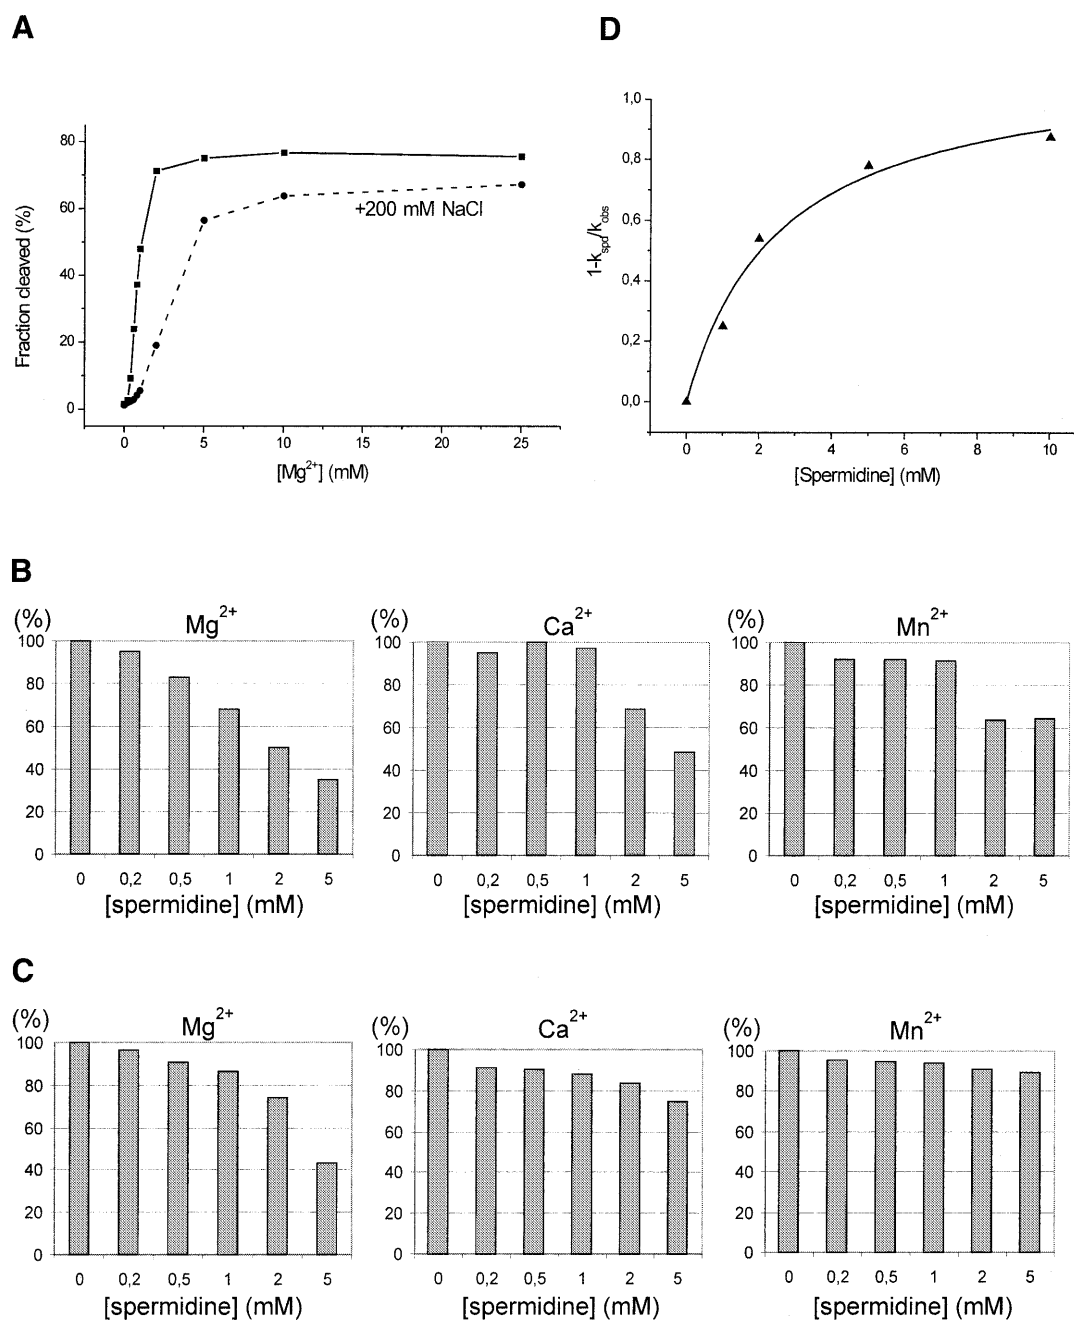 A
80
60
40
20
0
Fraction cleaved (%)
+200 mM NaCl
0 5 10 15 20 25
[Mg²⁺] (mM)
D
1,0
0,8
0,6
0,4
0,2
0,0
1-k_spd/k_obs
0 2 4 6 8 10
[Spermidine] (mM)
B
(%) Mg²⁺
100
80
60
40
20
0
0 0,2 0,5 1 2 5
[spermidine] (mM)
(%) Ca²⁺
100
80
60
40
20
0
0 0,2 0,5 1 2 5
[spermidine] (mM)
(%) Mn²⁺
100
80
60
40
20
0
0 0,2 0,5 1 2 5
[spermidine] (mM)
C
(%) Mg²⁺
100
80
60
40
20
0
0 0,2 0,5 1 2 5
[spermidine] (mM)
(%) Ca²⁺
100
80
60
40
20
0
0 0,2 0,5 1 2 5
[spermidine] (mM)
(%) Mn²⁺
100
80
60
40
20
0
0 0,2 0,5 1 2 5
[spermidine] (mM)